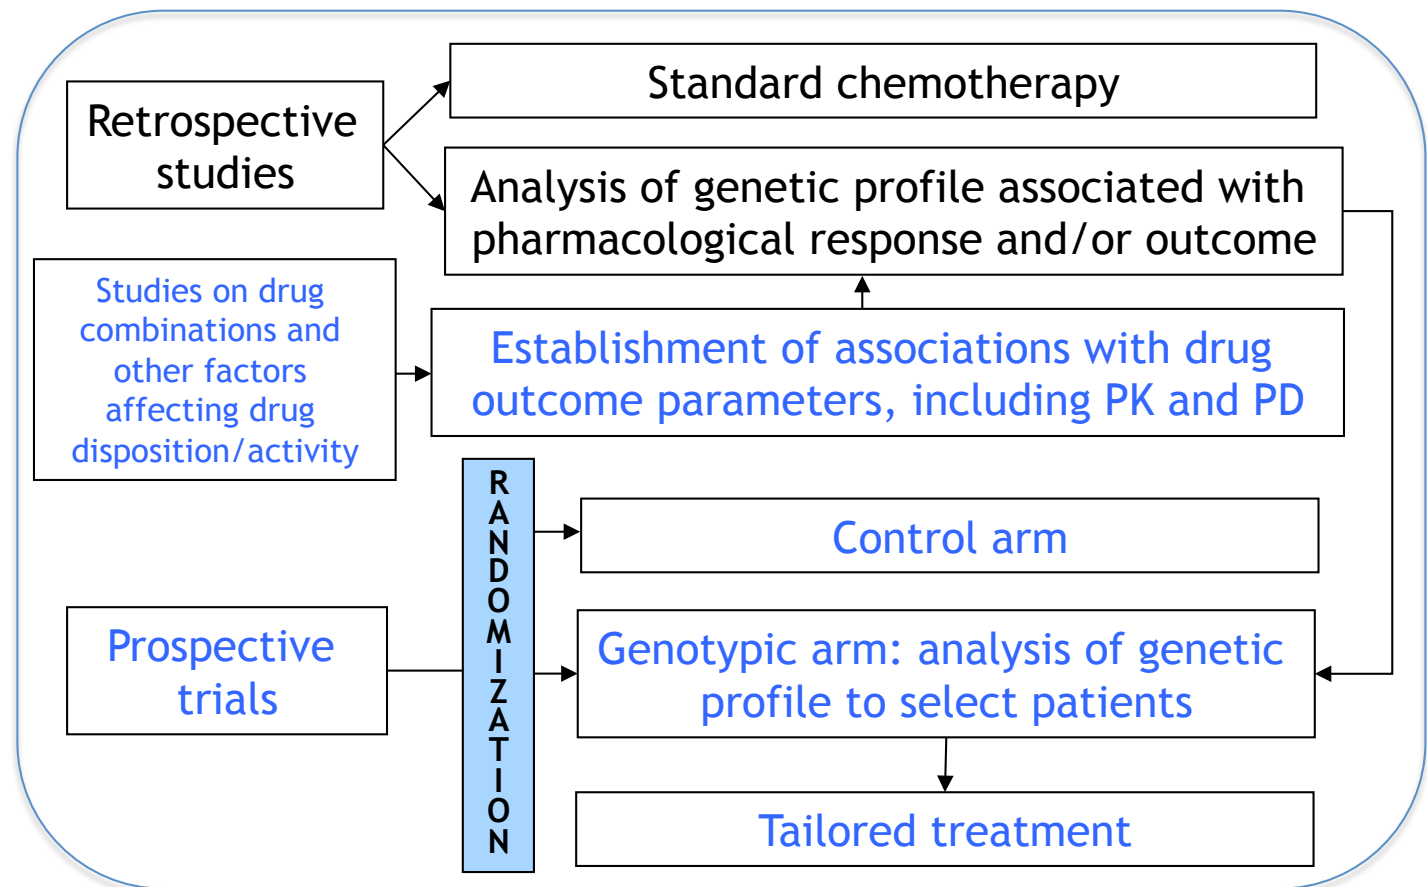 Retrospective
studies
Standard chemotherapy
Analysis of genetic profile associated with
pharmacological response and/or outcome
Studies on drug
combinations and
other factors
affecting drug
disposition/activity
Establishment of associations with drug
outcome parameters, including PK and PD
RANDOMIZATION
Control arm
Prospective
trials
Genotypic arm: analysis of genetic
profile to select patients
Tailored treatment